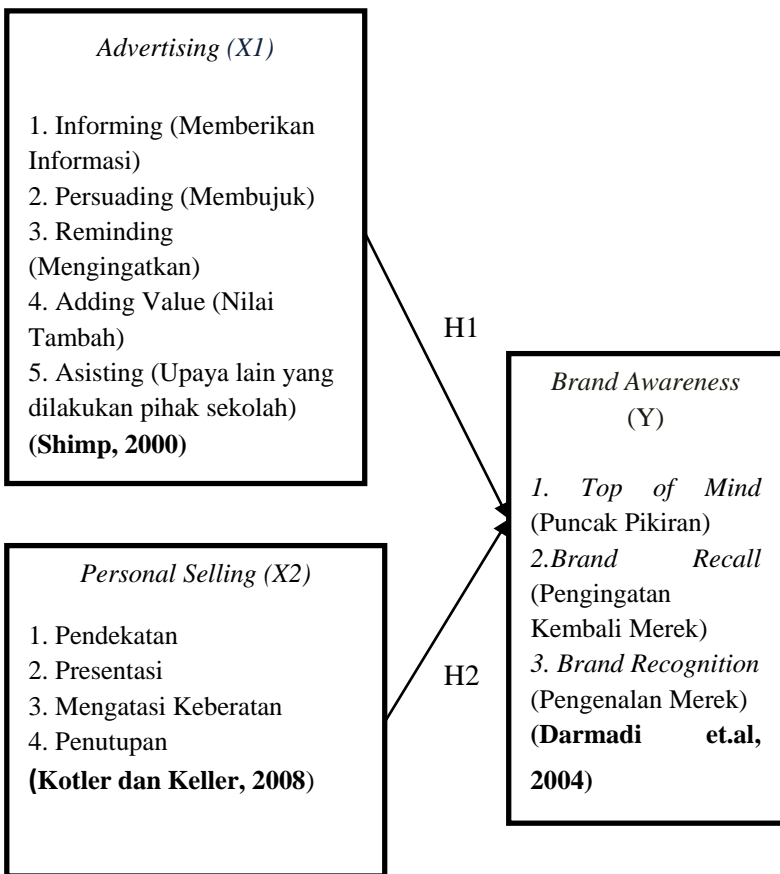 Advertising (X1)
1. Informing (Memberikan
Informasi)
2. Persuading (Membujuk)
3. Reminding
(Mengingatkan)
4. Adding Value (Nilai
Tambah)
5. Asisting (Upaya lain yang
dilakukan pihak sekolah)
(Shimp, 2000)
H1
Personal Selling (X2)
1. Pendekatan
2. Presentasi
3. Mengatasi Keberatan
4. Penutupan
(Kotler dan Keller, 2008)
H2
Brand Awareness
(Y)
1. Top of Mind
(Puncak Pikiran)
2.Brand Recall
(Pengingatan
Kembali Merek)
3. Brand Recognition
(Pengenalan Merek)
(Darmadi et.al,
2004)